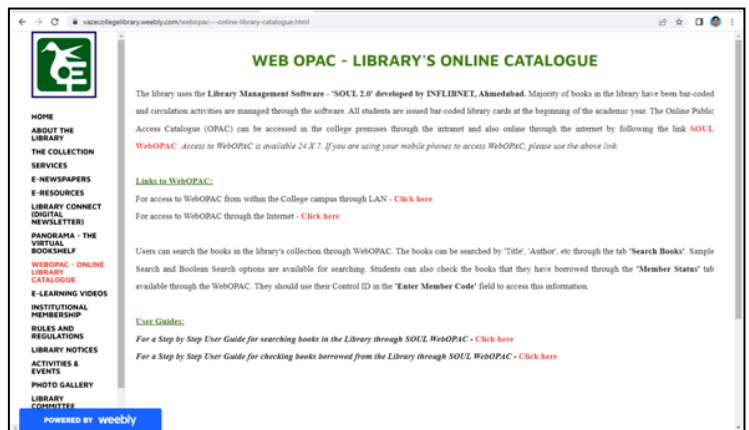 vazecollegelibrary.weebly.com/webopac---online-library-catalogue.html
HOME
ABOUT THE
LIBRARY
THE COLLECTION
SERVICES
E-NEWSPAPERS
E-RESOURCES
LIBRARY CONNECT
(DIGITAL
NEWSLETTER)
PANORAMA - THE
VIRTUAL
BOOKSHELF
WEBOPAC - ONLINE
LIBRARY
CATALOGUE
E-LEARNING VIDEOS
INSTITUTIONAL
MEMBERSHIP
RULES AND
REGULATIONS
LIBRARY NOTICES
ACTIVITIES &
EVENTS
PHOTO GALLERY
LIBRARY
COMMITTEE
POWERED BY weebly
WEB OPAC - LIBRARY'S ONLINE CATALOGUE
The library uses the Library Management Software - 'SOUL 2.0' developed by INFLIBNET, Ahmedabad. Majority of books in the library have been bar-coded
and circulation activities are managed through the software. All students are issued bar-coded library cards at the beginning of the academic year. The Online Public
Access Catalogue (OPAC) can be accessed in the college premises through the intranet and also online through the internet by following the link SOUL
WebOPAC. Access to WebOPAC is available 24 X 7. If you are using your mobile phones to access WebOPAC, please use the above link.
Links to WebOPAC:
For access to WebOPAC from within the College campus through LAN - Click here
For access to WebOPAC through the Internet - Click here
Users can search the books in the library's collection through WebOPAC. The books can be searched by 'Title', 'Author', etc through the tab 'Search Books'. Simple
Search and Boolean Search options are available for searching. Students can also check the books that they have borrowed through the 'Member Status' tab
available through the WebOPAC. They should use their Control ID in the 'Enter Member Code' field to access this information.
User Guides:
For a Step by Step User Guide for searching books in the Library through SOUL WebOPAC - Click here
For a Step by Step User Guide for checking books borrowed from the Library through SOUL WebOPAC - Click here